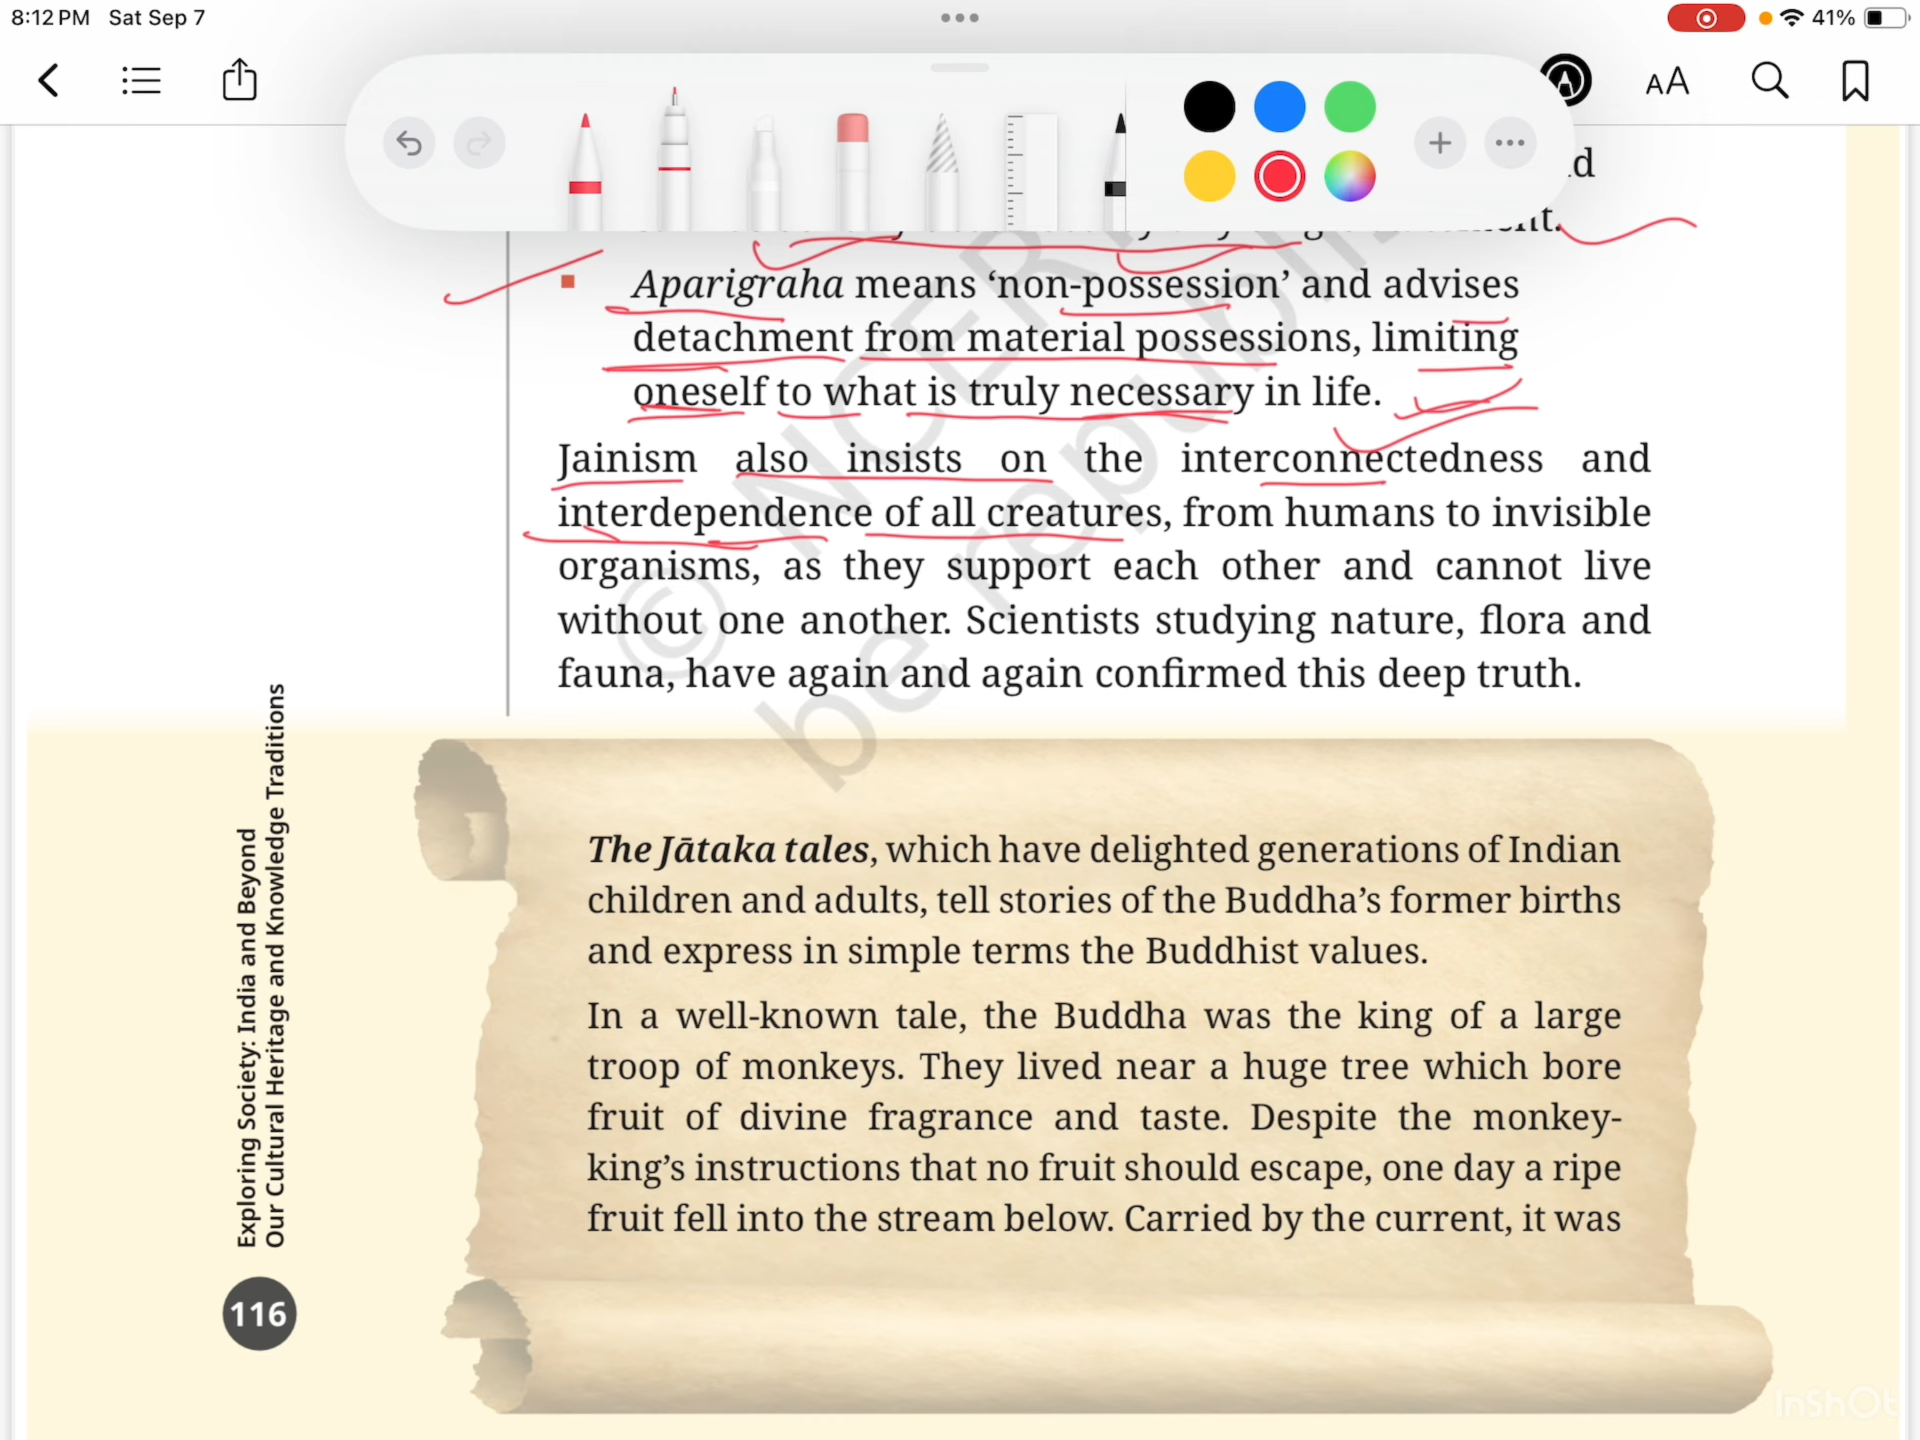 8:12 PM Sat Sep 7
41%
AA
Aparigraha means ‘non-possession’ and advises
detachment from material possessions, limiting
oneself to what is truly necessary in life.
Jainism also insists on the interconnectedness and
interdependence of all creatures, from humans to invisible
organisms, as they support each other and cannot live
without one another. Scientists studying nature, flora and
fauna, have again and again confirmed this deep truth.
The Jātaka tales, which have delighted generations of Indian
children and adults, tell stories of the Buddha’s former births
and express in simple terms the Buddhist values.
In a well-known tale, the Buddha was the king of a large
troop of monkeys. They lived near a huge tree which bore
fruit of divine fragrance and taste. Despite the monkey-
king’s instructions that no fruit should escape, one day a ripe
fruit fell into the stream below. Carried by the current, it was
Exploring Society: India and Beyond
Our Cultural Heritage and Knowledge Traditions
116
© NCER
be republis
InShOt